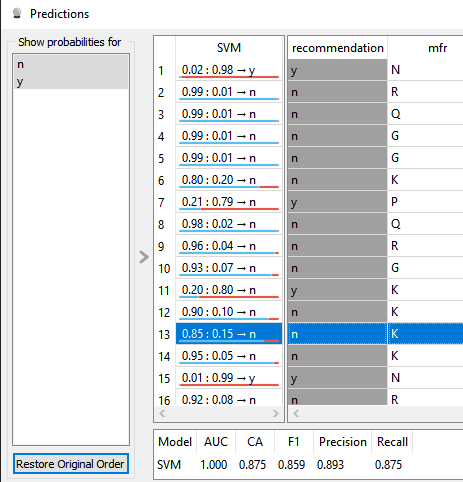 Predictions
Show probabilities for
n
y
SVM recommendation mfr
1 0.02 : 0.98 → y y N
2 0.99 : 0.01 → n n R
3 0.99 : 0.01 → n n Q
4 0.99 : 0.01 → n n G
5 0.99 : 0.01 → n n G
6 0.80 : 0.20 → n n K
7 0.21 : 0.79 → n y P
8 0.98 : 0.02 → n n Q
9 0.96 : 0.04 → n n R
10 0.93 : 0.07 → n n G
11 0.20 : 0.80 → n y K
12 0.90 : 0.10 → n n K
13 0.85 : 0.15 → n n K
14 0.95 : 0.05 → n n K
15 0.01 : 0.99 → y y N
16 0.92 : 0.08 → n n R
Restore Original Order
Model AUC CA F1 Precision Recall
SVM 1.000 0.875 0.859 0.893 0.875